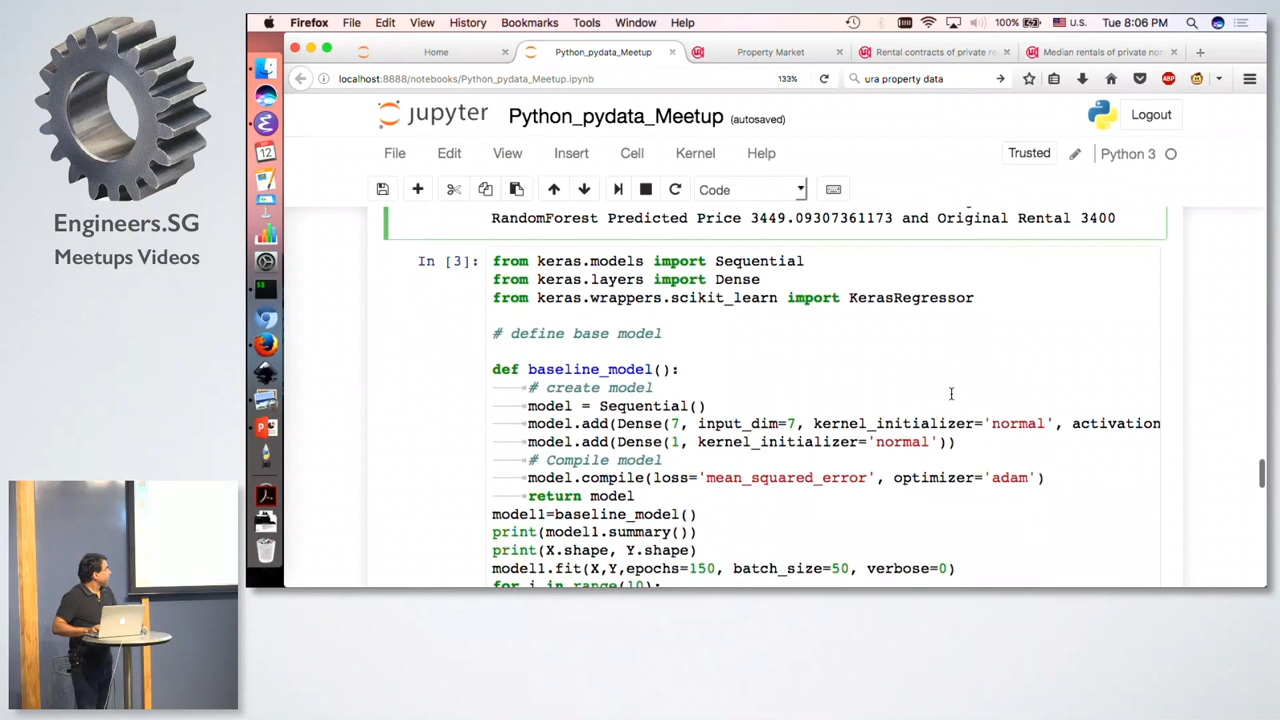 Firefox File Edit View History Bookmarks Tools Window Help 100% U.S. Tue 8:06 PM
Home Python_pydata_Meetup Property Market Rental contracts of private re Median rentals of private non
localhost:8888/notebooks/Python_pydata_Meetup.ipynb 133% ura property data
ABP
jupyter Python_pydata_Meetup (autosaved) Logout
File Edit View Insert Cell Kernel Help Trusted Python 3
Code
RandomForest Predicted Price 3449.09307361173 and Original Rental 3400
In [3]: from keras.models import Sequential
from keras.layers import Dense
from keras.wrappers.scikit_learn import KerasRegressor
# define base model
def baseline_model():
# create model
model = Sequential()
model.add(Dense(7, input_dim=7, kernel_initializer='normal', activation
model.add(Dense(1, kernel_initializer='normal'))
# Compile model
model.compile(loss='mean_squared_error', optimizer='adam')
return model
model1=baseline_model()
print(model1.summary())
print(X.shape, Y.shape)
model1.fit(X,Y,epochs=150, batch_size=50, verbose=0)
for i in range(10):
Engineers.SG
Meetups Videos